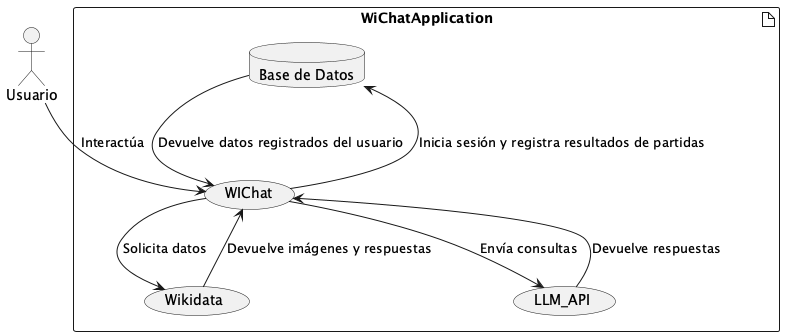 WiChatApplication
Usuario
Base de Datos
Interactúa
Devuelve datos registrados del usuario
Inicia sesión y registra resultados de partidas
WIChat
Solicita datos
Devuelve imágenes y respuestas
Envía consultas
Devuelve respuestas
Wikidata
LLM_API